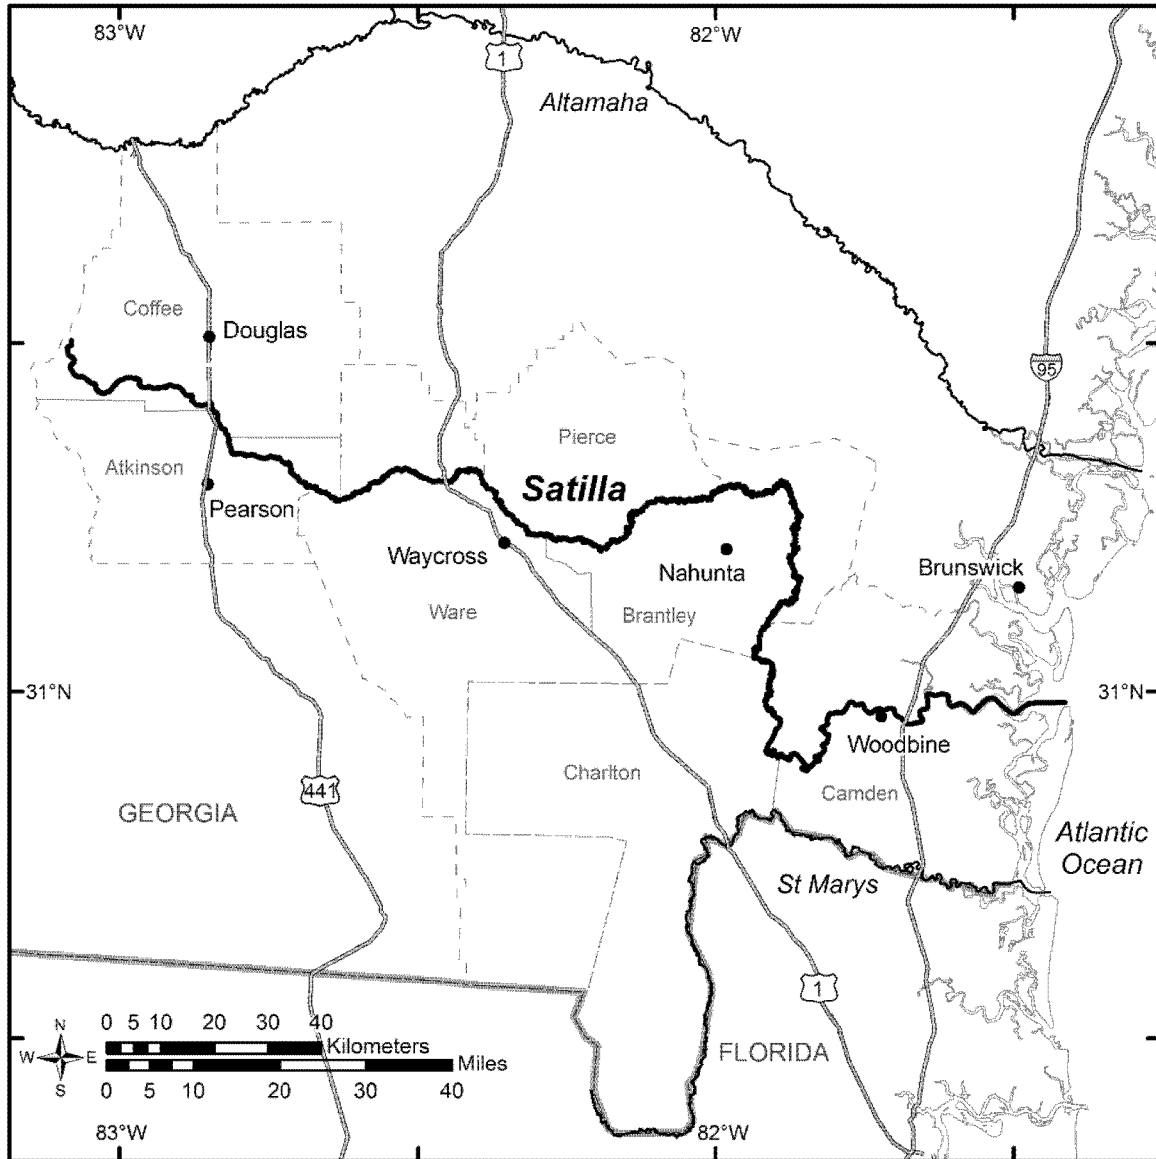 83°W
82°W
1
Altamaha
Coffee
Douglas
95
Pierce
Atkinson
Satilla
Pearson
Waycross
Nahunta
Brunswick
Ware
Brantley
31°N
31°N
Woodbine
Charlton
441
Camden
GEORGIA
Atlantic
Ocean
St Marys
1
N
W E
S
0 5 10 20 30 40
Kilometers
Miles
0 5 10 20 30 40
FLORIDA
83°W
82°W